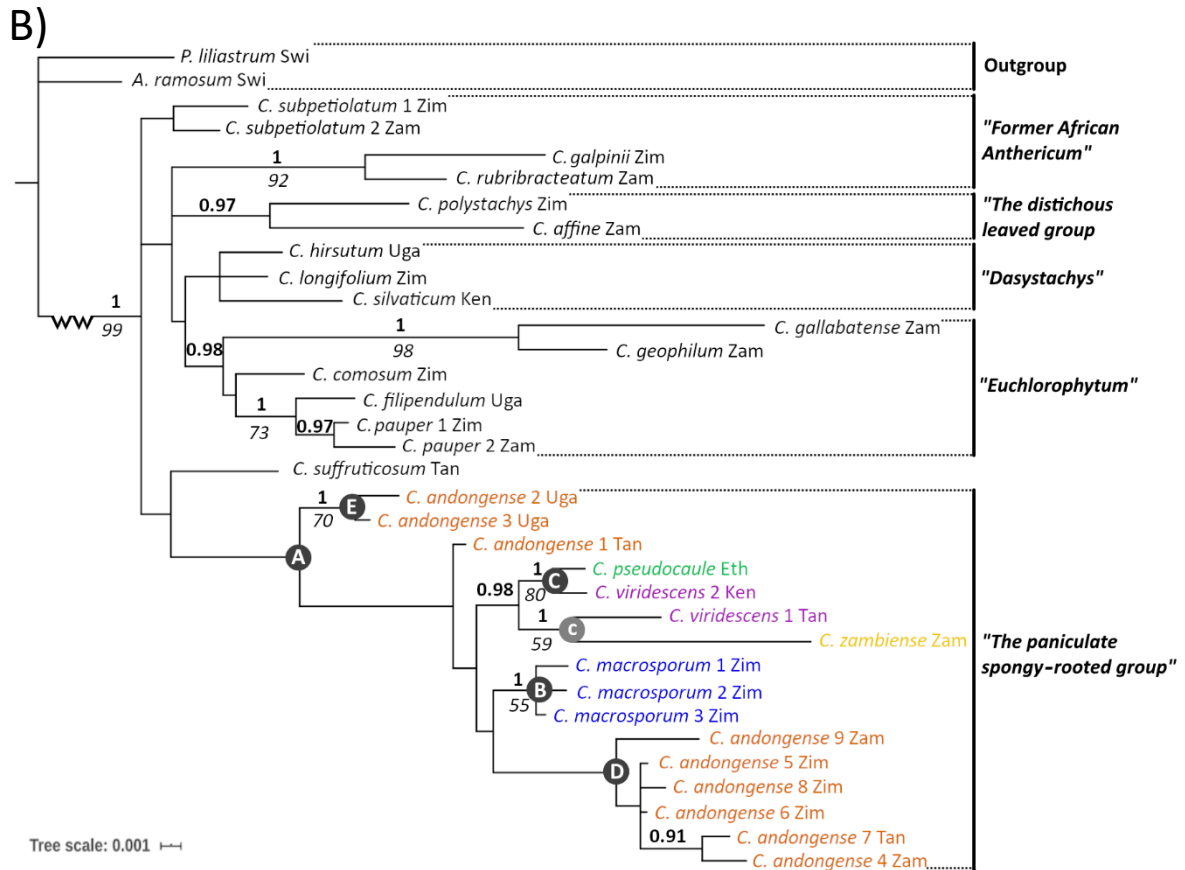 B)
P. liliastrum Swi
A. ramosum Swi
Outgroup
C. subpetiolatum 1 Zim
C. subpetiolatum 2 Zam
1
92
C. galpinii Zim
C. rubribracteatum Zam
"Former African
Anthericum"
0.97
C. polystachys Zim
C. affine Zam
"The distichous
leaved group
C. hirsutum Uga
C. longifolium Zim
C. silvaticum Ken
"Dasystachys"
1
99
0.98
1
98
C. gallabatense Zam
C. geophilum Zam
C. comosum Zim
1
73
C. filipendulum Uga
0.97
C. pauper 1 Zim
C. pauper 2 Zam
"Euchlorophytum"
C. suffruticosum Tan
A
1
E
70
C. andongense 2 Uga
C. andongense 3 Uga
C. andongense 1 Tan
0.98
1
C
80
C. pseudocaule Eth
C. viridescens 2 Ken
1
c
59
C. viridescens 1 Tan
C. zambiense Zam
1
B
55
C. macrosporum 1 Zim
C. macrosporum 2 Zim
C. macrosporum 3 Zim
D
C. andongense 9 Zam
C. andongense 5 Zim
C. andongense 8 Zim
C. andongense 6 Zim
0.91
C. andongense 7 Tan
C. andongense 4 Zam
"The paniculate
spongy-rooted group"
Tree scale: 0.001